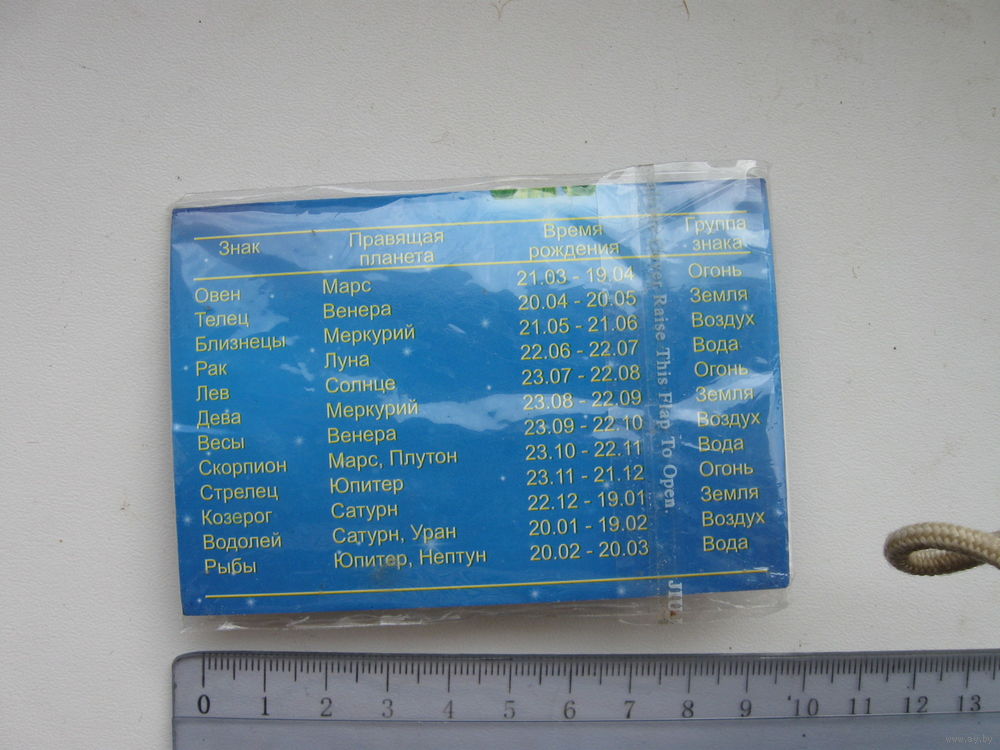 Знак Правящая планета Время рождения Группа знака
Овен Марс 21.03 - 19.04 Огонь
Телец Венера 20.04 - 20.05 Земля
Близнецы Меркурий 21.05 - 21.06 Воздух
Рак Луна 22.06 - 22.07 Вода
Лев Солнце 23.07 - 22.08 Огонь
Дева Меркурий 23.08 - 22.09 Земля
Весы Венера 23.09 - 22.10 Воздух
Скорпион Марс, Плутон 23.10 - 22.11 Вода
Стрелец Юпитер 23.11 - 21.12 Огонь
Козерог Сатурн 22.12 - 19.01 Земля
Водолей Сатурн, Уран 20.01 - 19.02 Воздух
Рыбы Юпитер, Нептун 20.02 - 20.03 Вода
Raise This Flap To Open.
0 1 2 3 4 5 6 7 8 9 10 11 12 13
www.ay.by